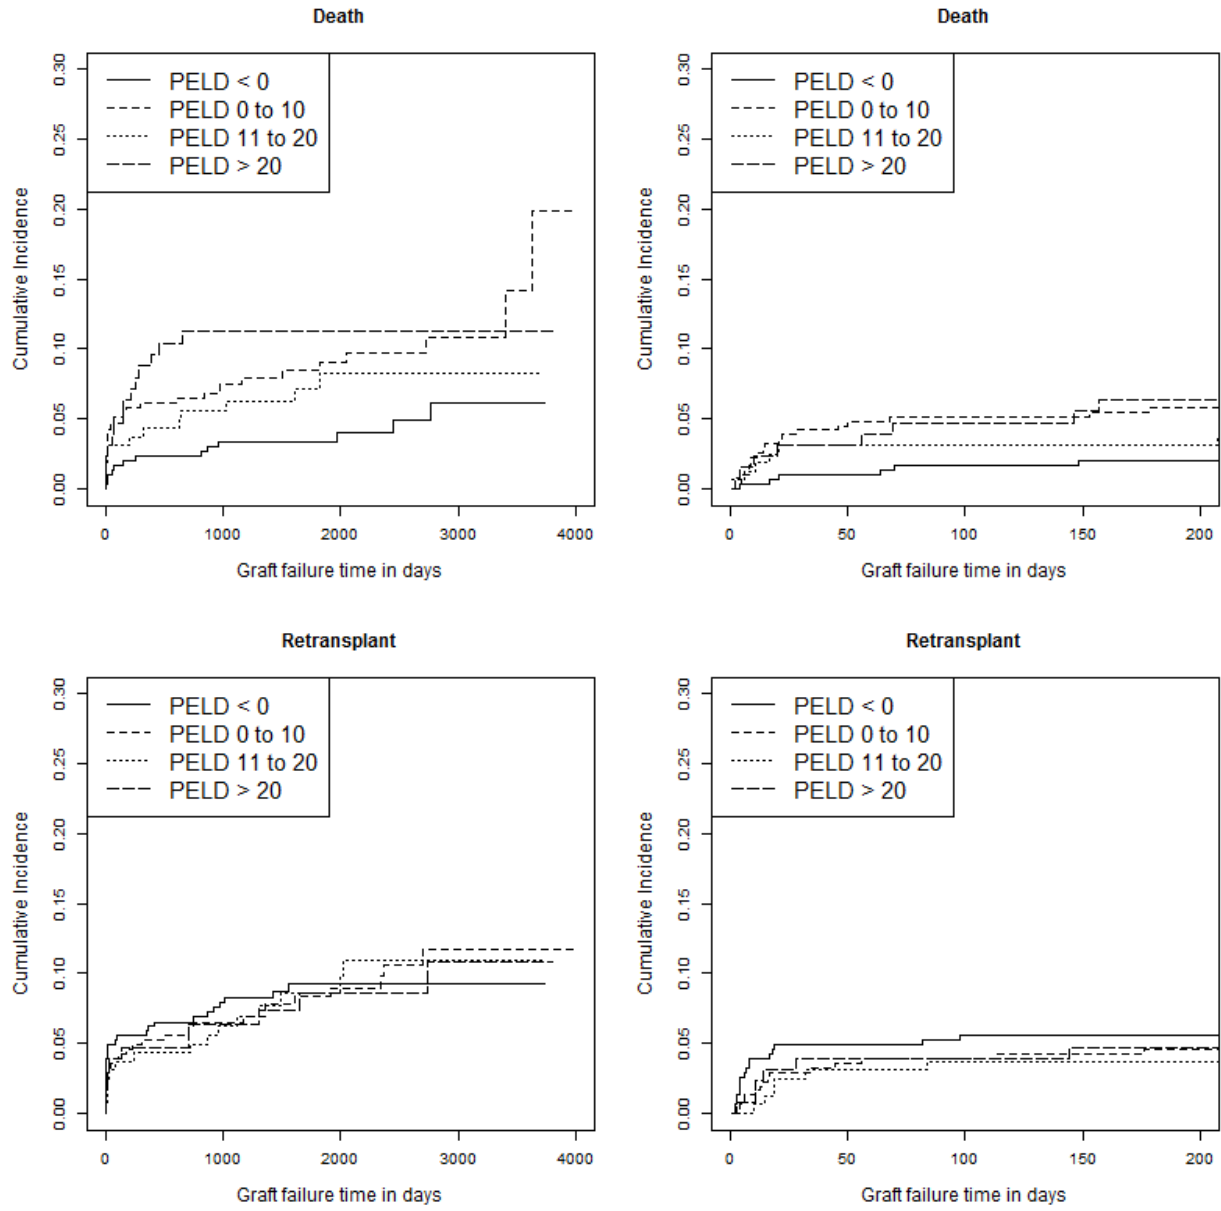 Death
0.30
0.25
0.20
0.15
0.10
0.05
0.00
Cumulative Incidence
PELD < 0
PELD 0 to 10
PELD 11 to 20
PELD > 20
0 1000 2000 3000 4000
Graft failure time in days
Death
0.30
0.25
0.20
0.15
0.10
0.05
0.00
Cumulative Incidence
PELD < 0
PELD 0 to 10
PELD 11 to 20
PELD > 20
0 50 100 150 200
Graft failure time in days
Retransplant
0.30
0.25
0.20
0.15
0.10
0.05
0.00
Cumulative Incidence
PELD < 0
PELD 0 to 10
PELD 11 to 20
PELD > 20
0 1000 2000 3000 4000
Graft failure time in days
Retransplant
0.30
0.25
0.20
0.15
0.10
0.05
0.00
Cumulative Incidence
PELD < 0
PELD 0 to 10
PELD 11 to 20
PELD > 20
0 50 100 150 200
Graft failure time in days